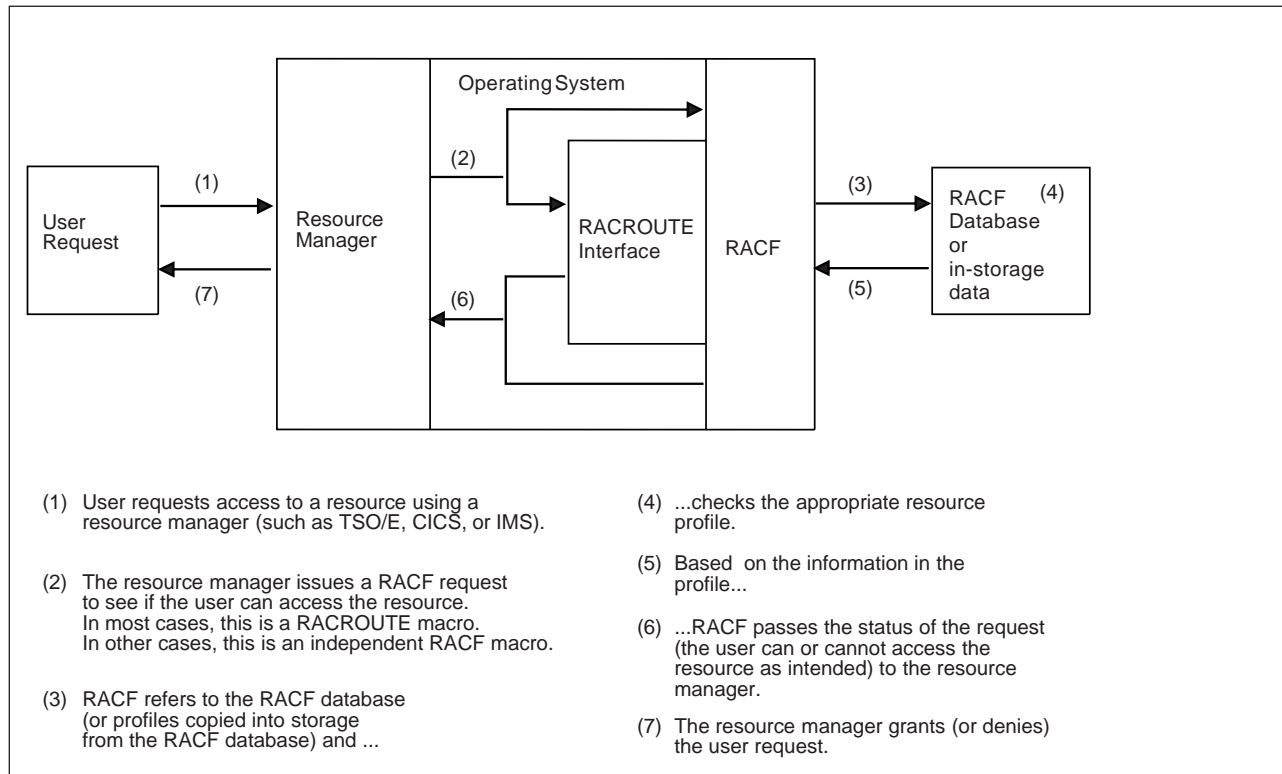 Operating System
(2)
(1)
(3)
User
Request
Resource
Manager
RACROUTE
Interface
RACF
RACF (4)
Database
or
in-storage
data
(7)
(6)
(5)
(1) User requests access to a resource using a
resource manager (such as TSO/E, CICS, or IMS).
(2) The resource manager issues a RACF request
to see if the user can access the resource.
In most cases, this is a RACROUTE macro.
In other cases, this is an independent RACF macro.
(3) RACF refers to the RACF database
(or profiles copied into storage
from the RACF database) and ...
(4) ...checks the appropriate resource
profile.
(5) Based on the information in the
profile...
(6) ...RACF passes the status of the request
(the user can or cannot access the
resource as intended) to the resource
manager.
(7) The resource manager grants (or denies)
the user request.